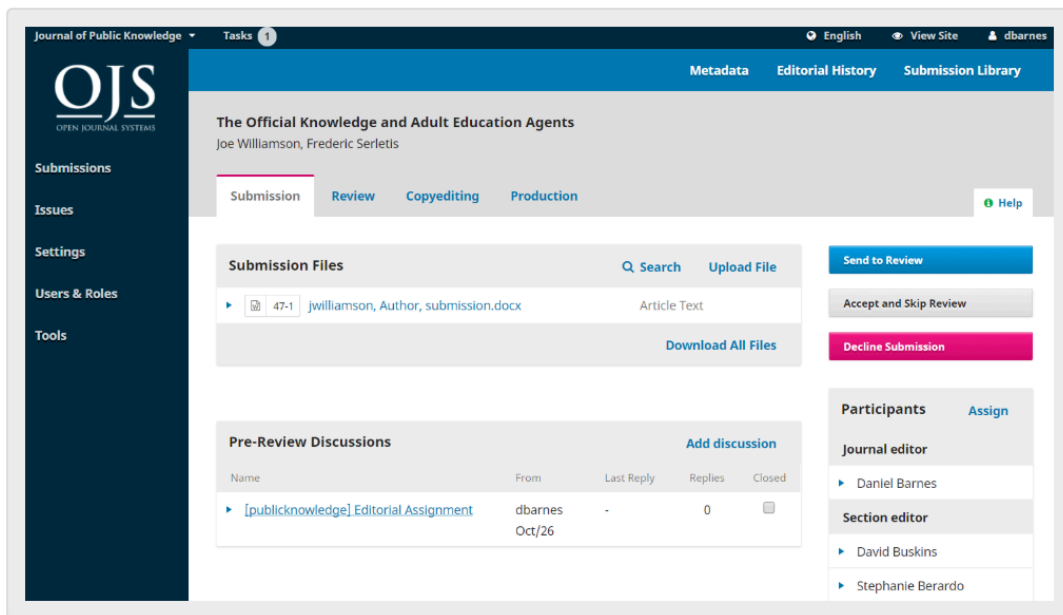 Journal of Public Knowledge Tasks 1 English View Site dbarnes
OJS
OPEN JOURNAL SYSTEMS
Metadata Editorial History Submission Library
The Official Knowledge and Adult Education Agents
Joe Williamson, Frederic Serletis
Submissions
Issues
Settings
Users & Roles
Tools
Submission Review Copyediting Production
Help
Submission Files Search Upload File
47-1 jwilliamson, Author, submission.docx Article Text
Download All Files
Send to Review
Accept and Skip Review
Decline Submission
Pre-Review Discussions Add discussion
Name From Last Reply Replies Closed
[publicknowledge] Editorial Assignment dbarnes - 0
Oct/26
Participants Assign
Journal editor
Daniel Barnes
Section editor
David Buskins
Stephanie Berardo